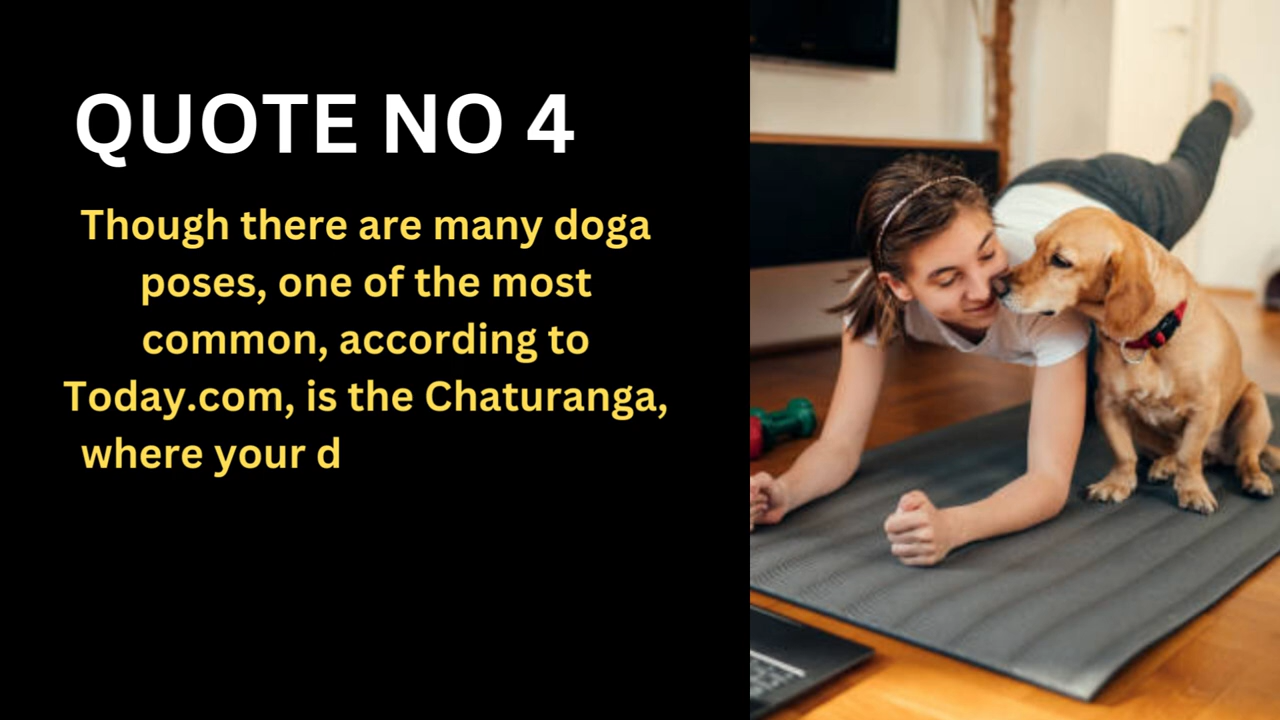 QUOTE NO 4
Though there are many doga
poses, one of the most
common, according to
Today.com, is the Chaturanga,
where your d